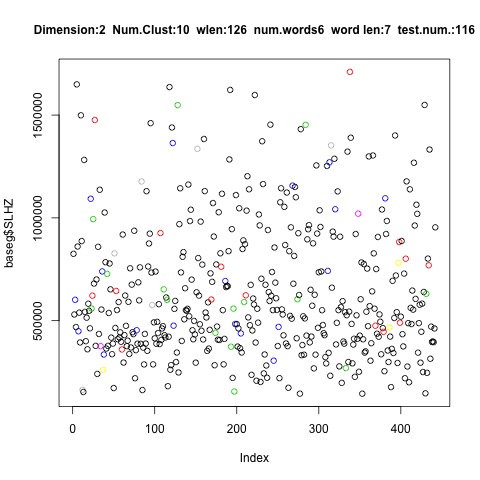 Dimension:2 Num.Clust:10 wlen:126 num.words6 word len:7 test.num.:116
baseg$SLHZ
1500000
1000000
500000
0 100 200 300 400
Index